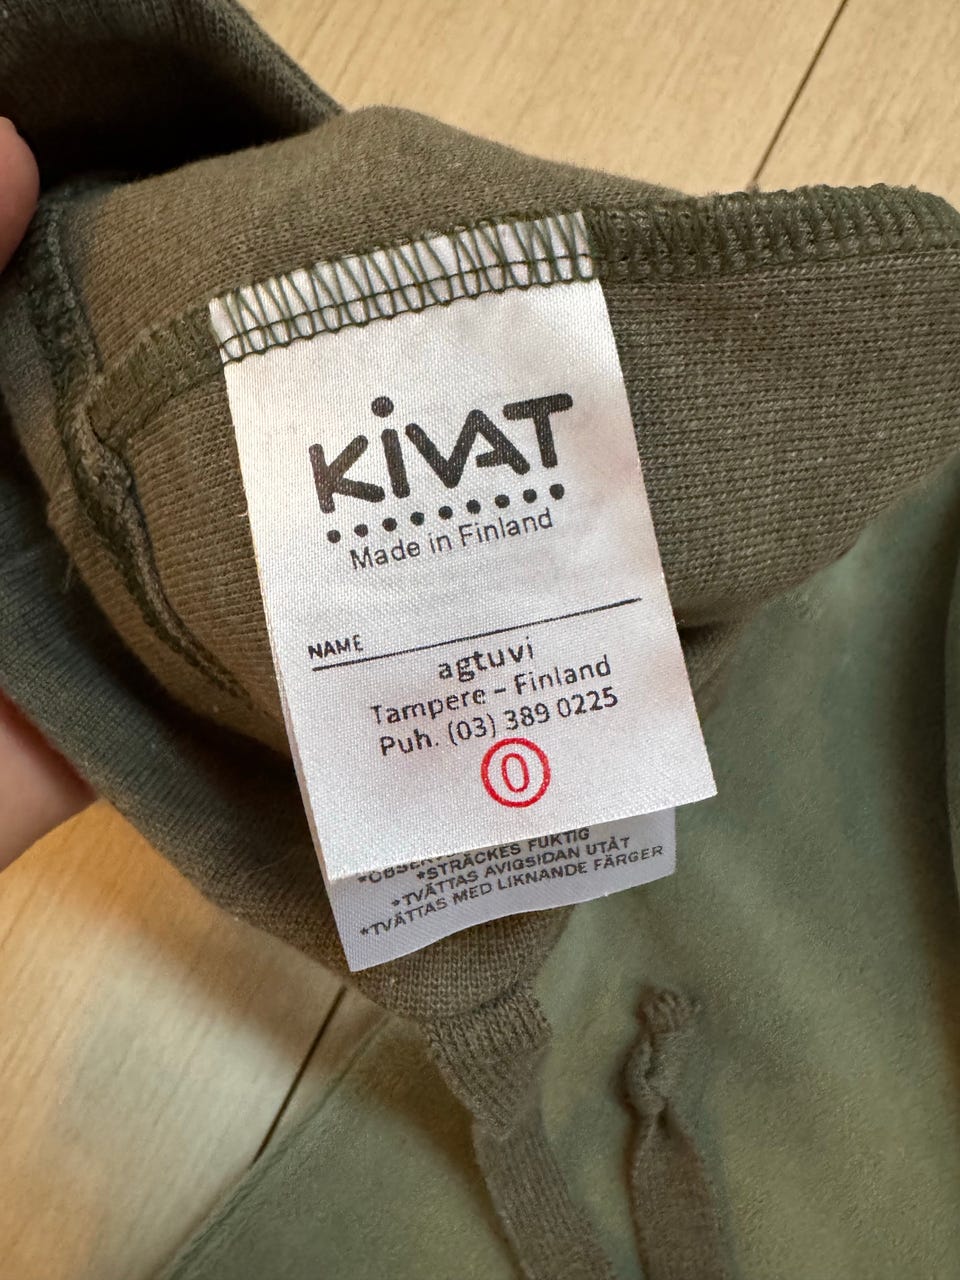 KiVAT
Made in Finland
NAME
agtuvi
Tampere – Finland
Puh. (03) 389 0225
0
*STRÄCKES FUKTIG
*TVÄTTAS AVIGSIDAN UTÅT
*TVÄTTAS MED LIKNANDE FÄRGER